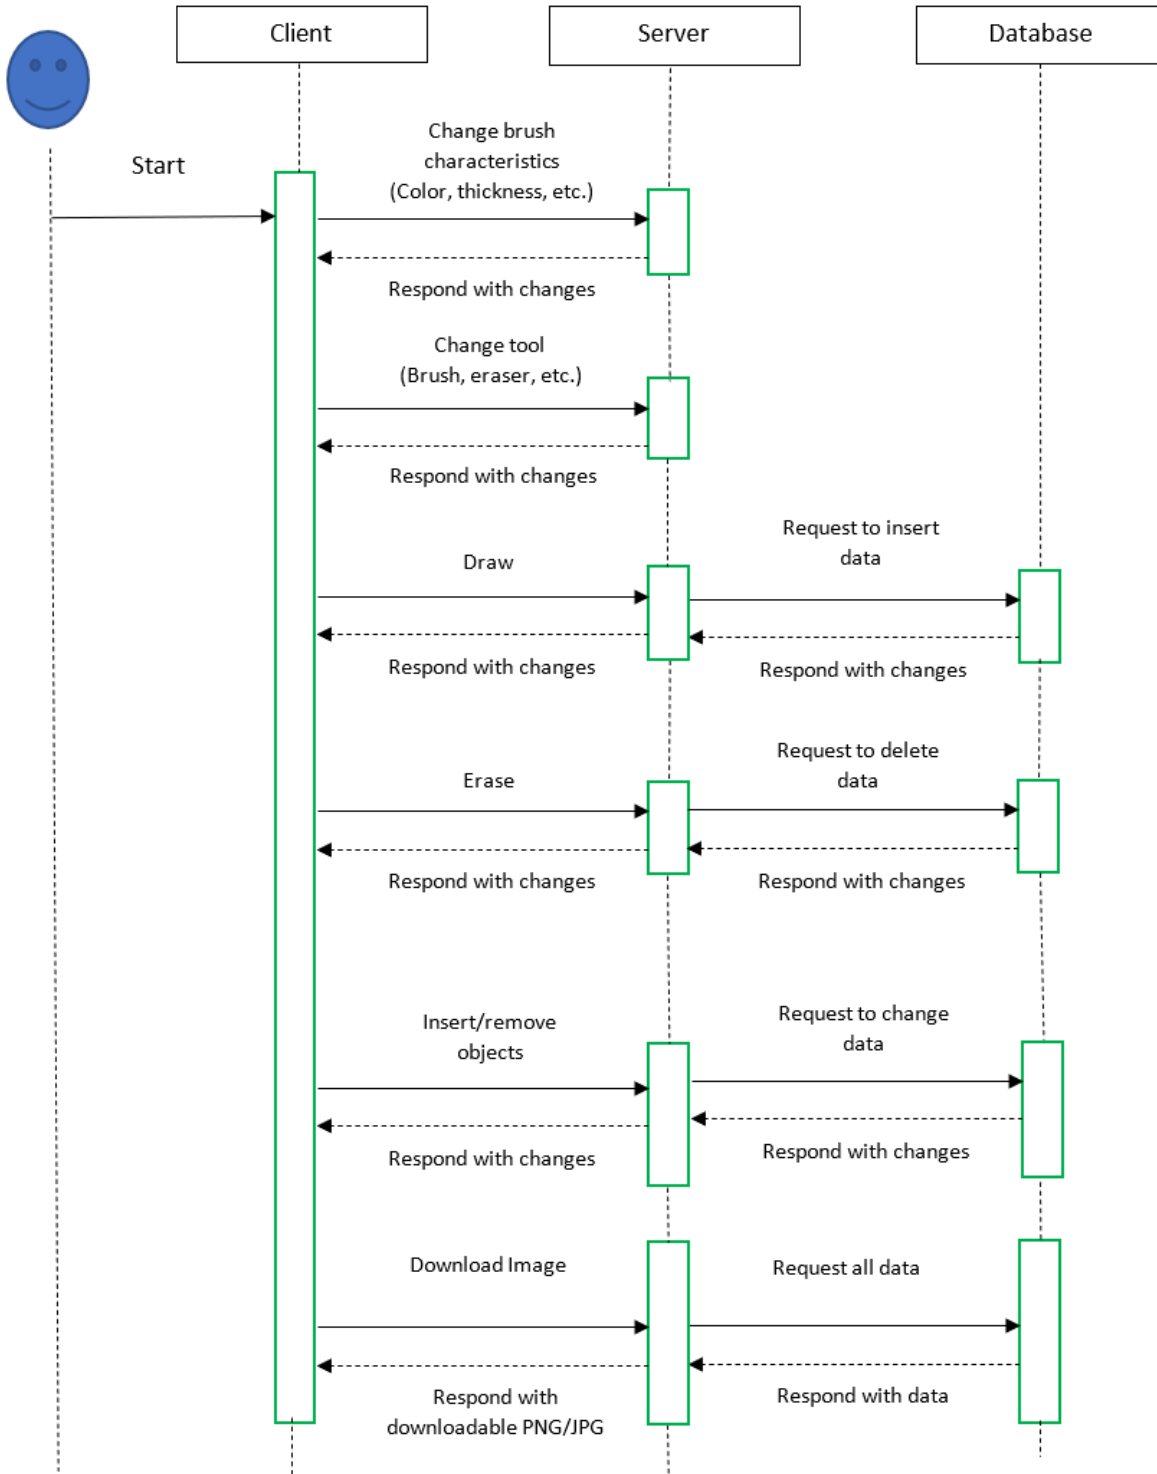 Client
Server
Database
Start
Change brush
characteristics
(Color, thickness, etc.)
Respond with changes
Change tool
(Brush, eraser, etc.)
Respond with changes
Draw
Request to insert
data
Respond with changes
Respond with changes
Erase
Request to delete
data
Respond with changes
Respond with changes
Insert/remove
objects
Request to change
data
Respond with changes
Respond with changes
Download Image
Request all data
Respond with
downloadable PNG/JPG
Respond with data